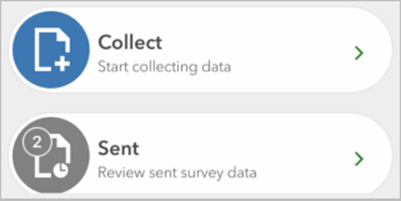 Collect
Start collecting data
2
Sent
Review sent survey data